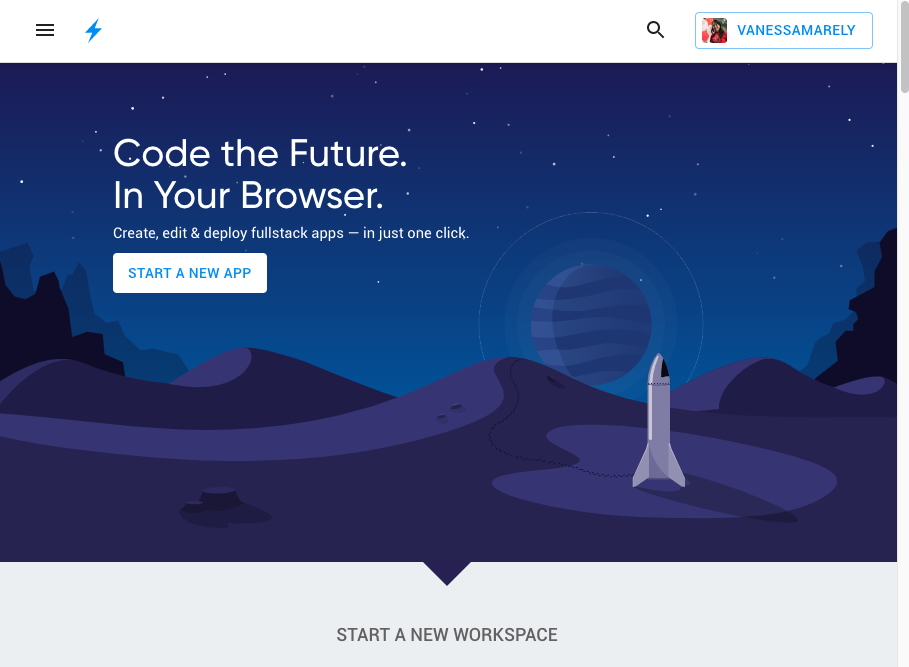 VANESSAMARELY
Code the Future.
In Your Browser.
Create, edit & deploy fullstack apps — in just one click.
START A NEW APP
START A NEW WORKSPACE